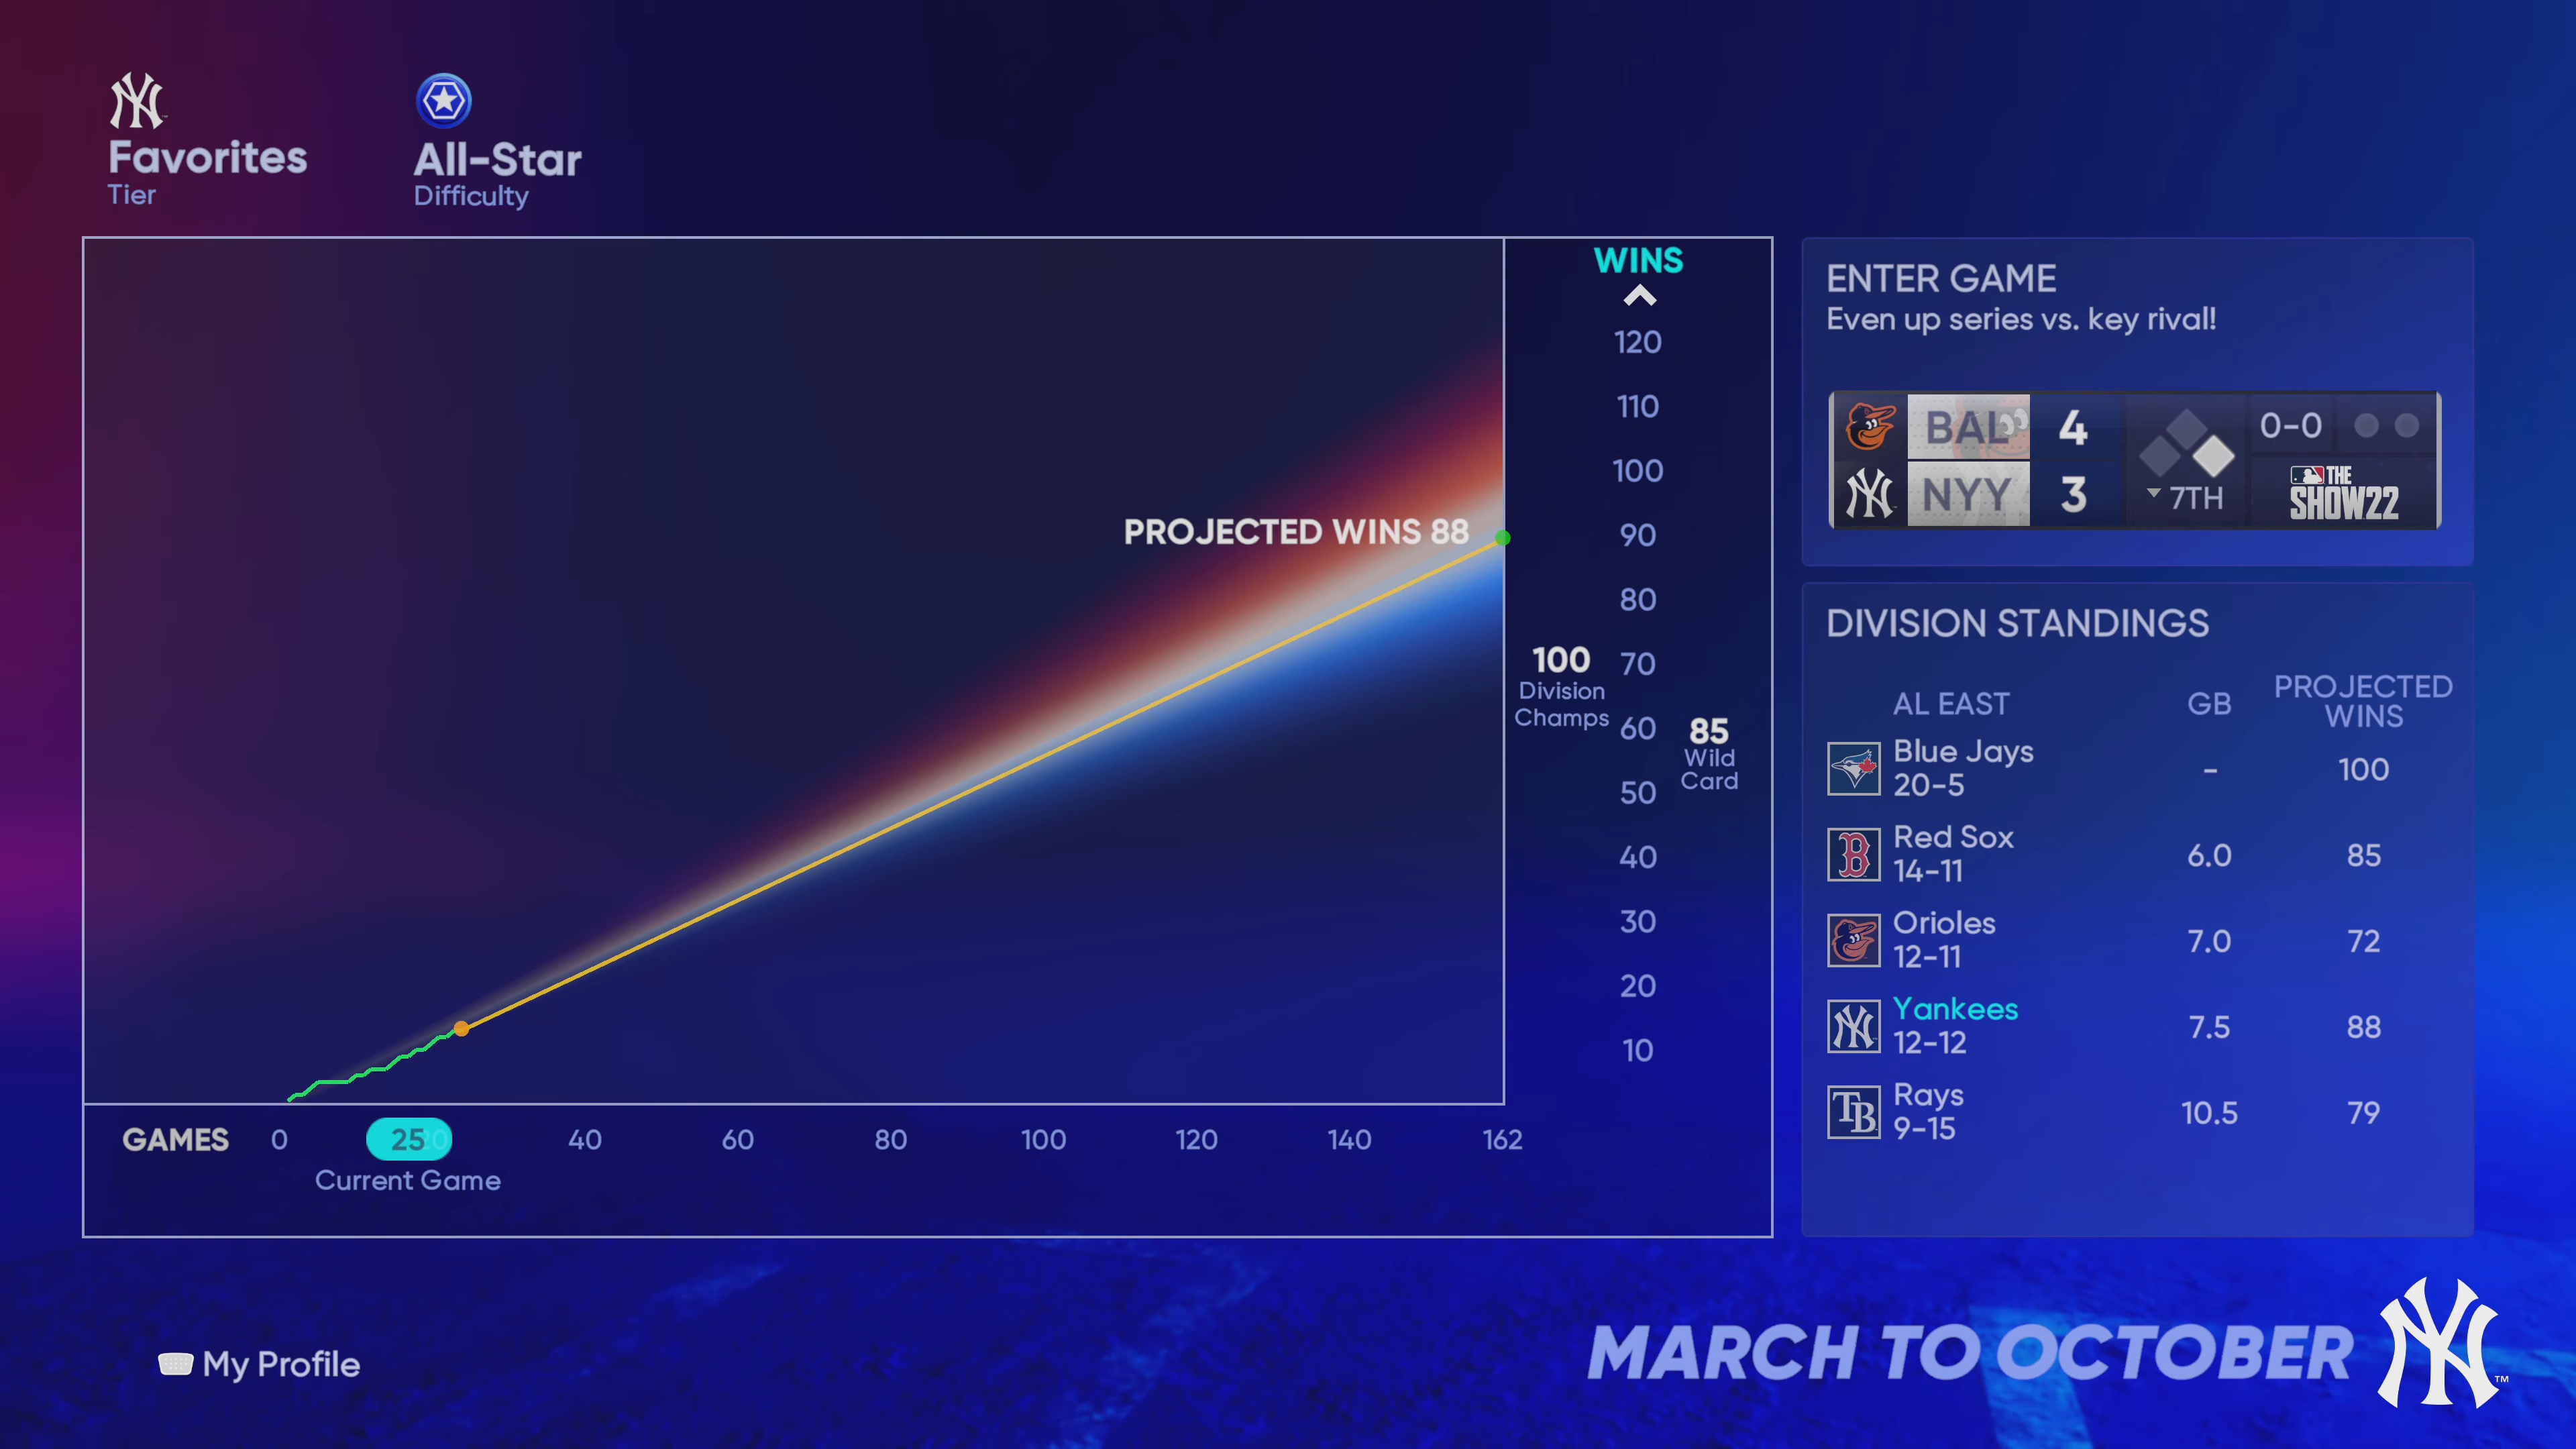 Favorites
Tier
All-Star
Difficulty
PROJECTED WINS 88
WINS
120
110
100
90
80
70
60
50
40
30
20
10
100
Division
Champs
85
Wild
Card
GAMES 0 25 20 40 60 80 100 120 140 162
Current Game
ENTER GAME
Even up series vs. key rival!
BAL 4 0-0
NYY 3 7TH
THE
SHOW22
DIVISION STANDINGS
AL EAST GB PROJECTED
WINS
Blue Jays
20-5 - 100
Red Sox
14-11 6.0 85
Orioles
12-11 7.0 72
Yankees
12-12 7.5 88
Rays
9-15 10.5 79
My Profile
MARCH TO OCTOBER NY™